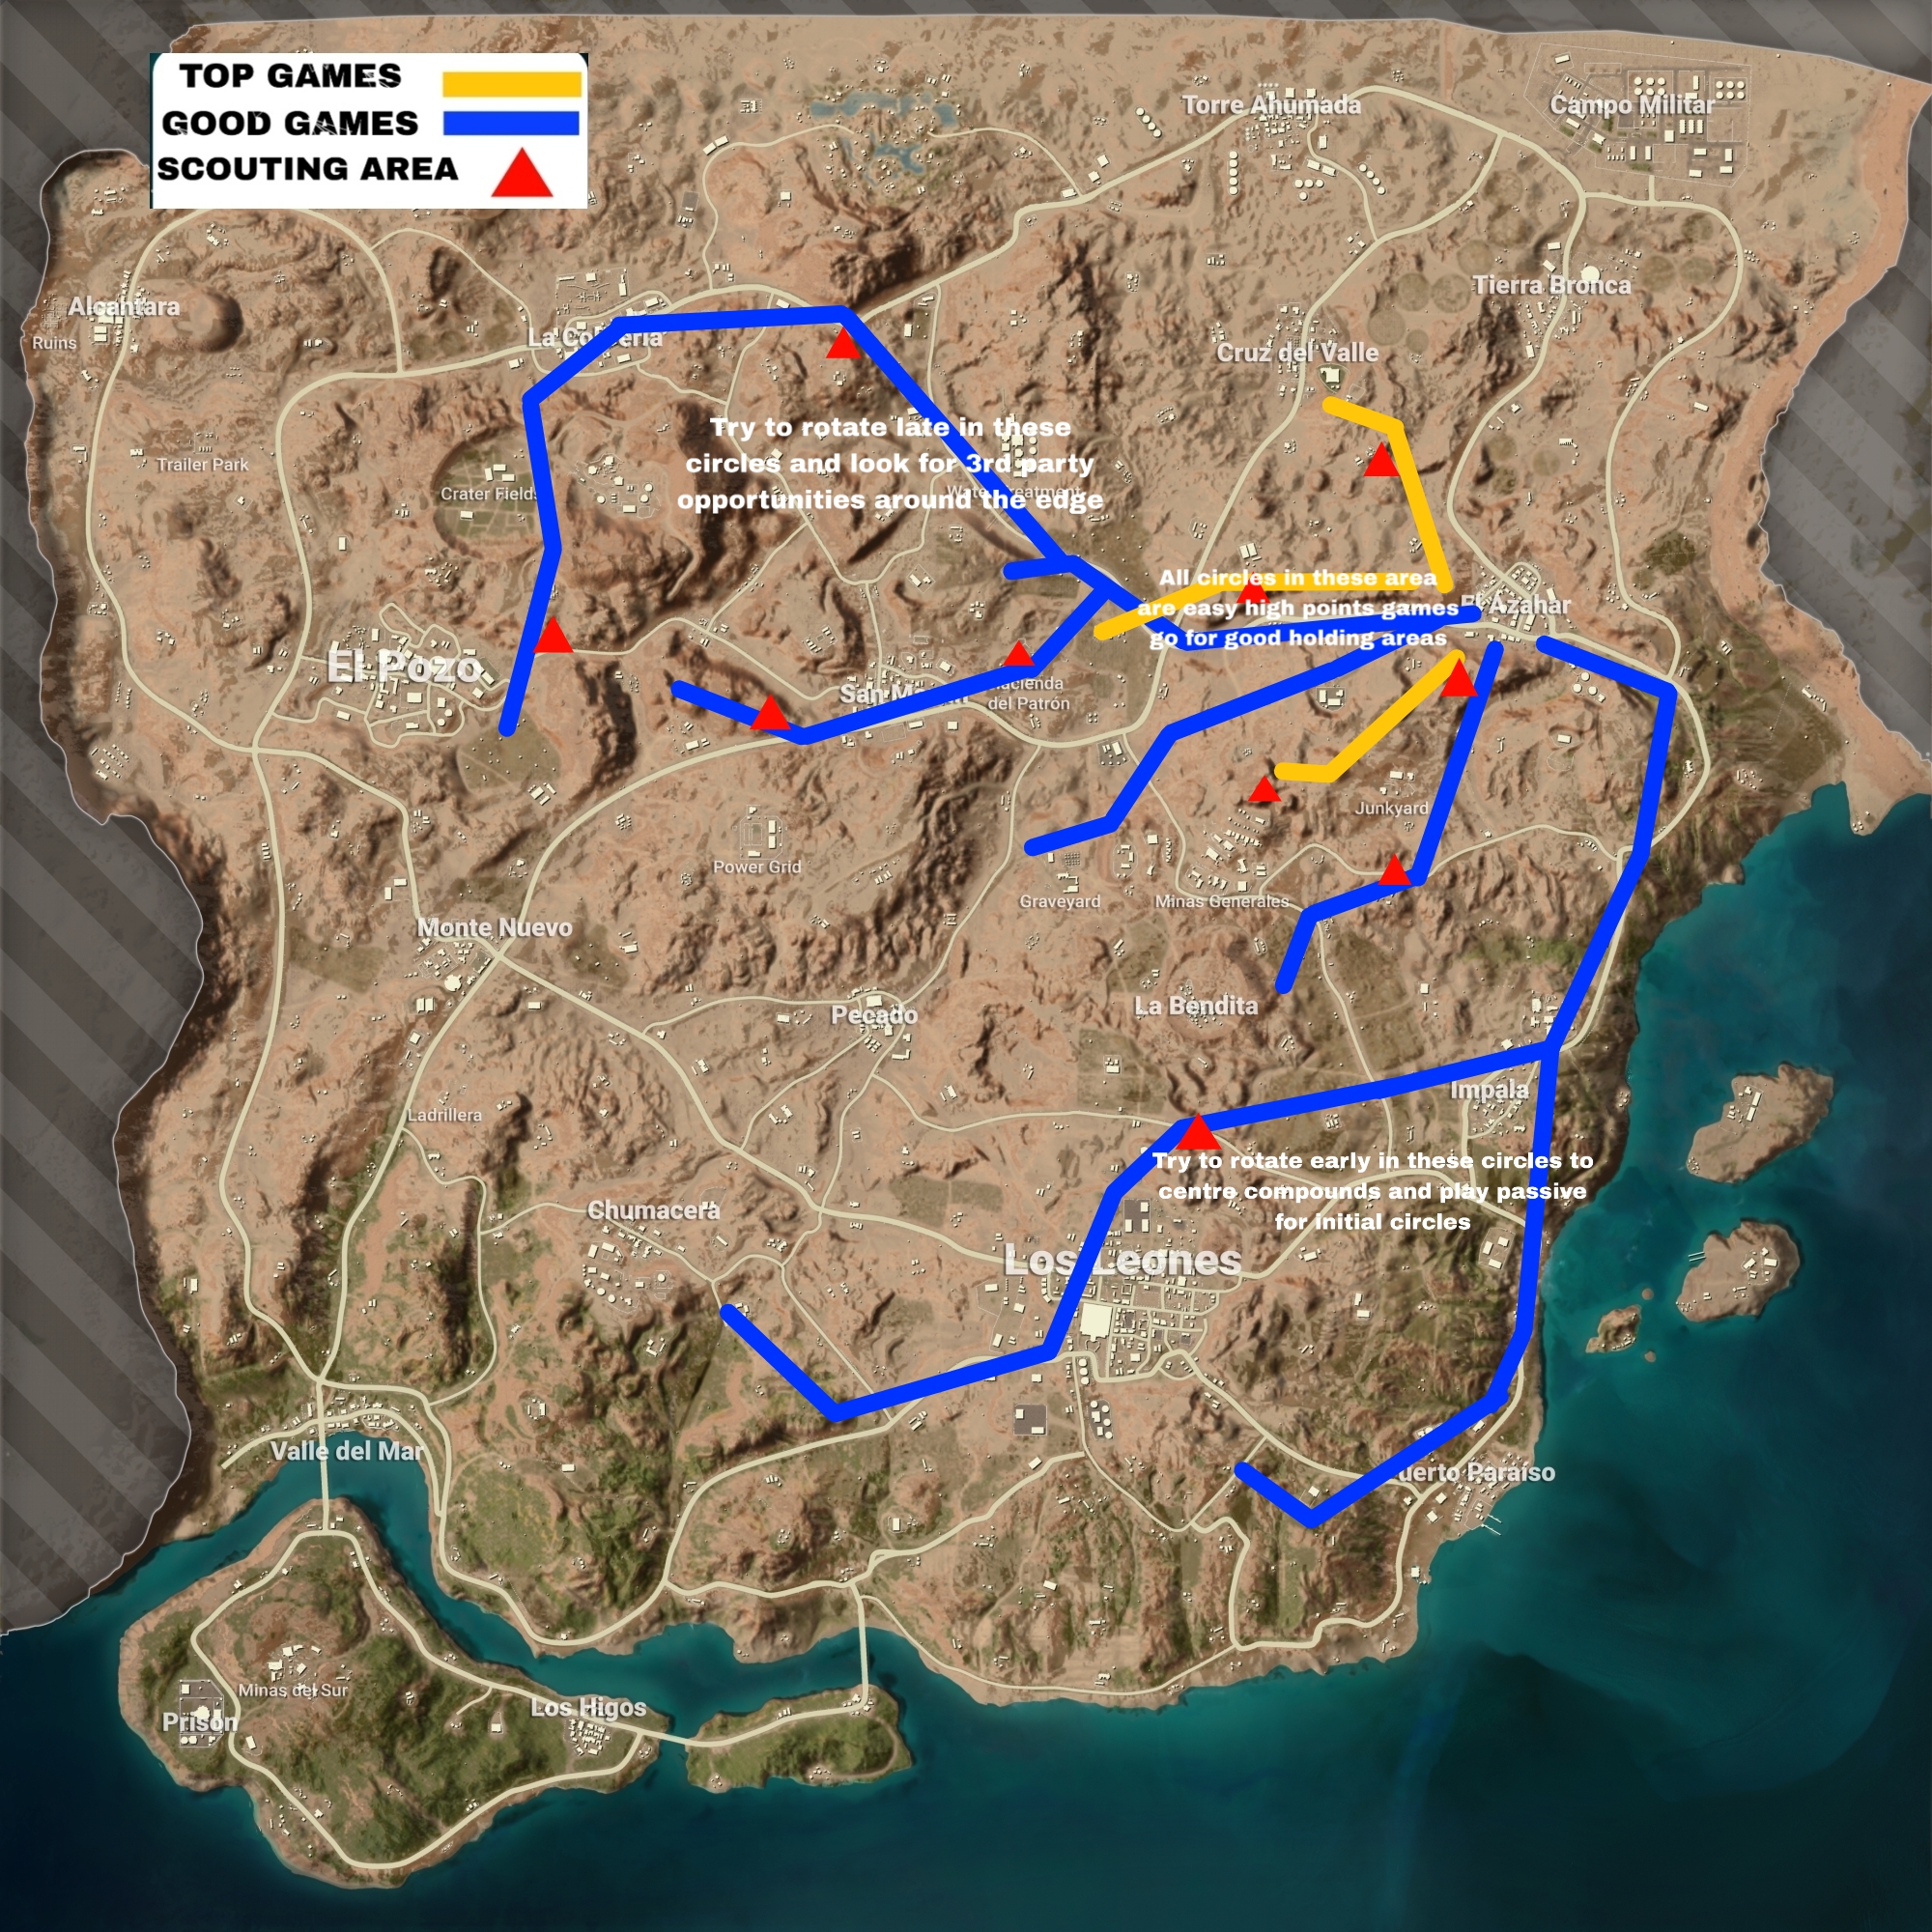 TOP GAMES
GOOD GAMES
SCOUTING AREA
Torre Ahumada
Campo Militar
Alcantara
Ruins
Tierra Bronca
La Co
eria
Cruz del Valle
Try to rotate late in these
circles and look for 3rd party
opportunities around the edge
Trailer Park
Crater Fields
All circles in these area
are easy high points games
go for good holding areas
El Azahar
El Pozo
San Ma
Hacienda
del Patrón
Junkyard
Power Grid
Graveyard
Minas Generales
Monte Nuevo
La Bendita
Pecado
Impala
Ladrillera
Try to rotate early in these circles to
centre compounds and play passive
for initial circles
Chumacera
Los Leones
Valle del Mar
uerto Paraiso
Minas del Sur
Los Higos
Prison